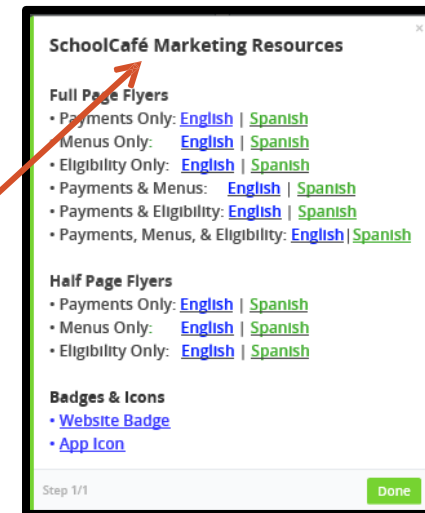 ×
SchoolCafé Marketing Resources
Full Page Flyers
• Payments Only: English | Spanish
• Menus Only: English | Spanish
• Eligibility Only: English | Spanish
• Payments & Menus: English | Spanish
• Payments & Eligibility: English | Spanish
• Payments, Menus, & Eligibility: English|Spanish
Half Page Flyers
• Payments Only: English | Spanish
• Menus Only: English | Spanish
• Eligibility Only: English | Spanish
Badges & Icons
• Website Badge
• App Icon
Step 1/1
Done